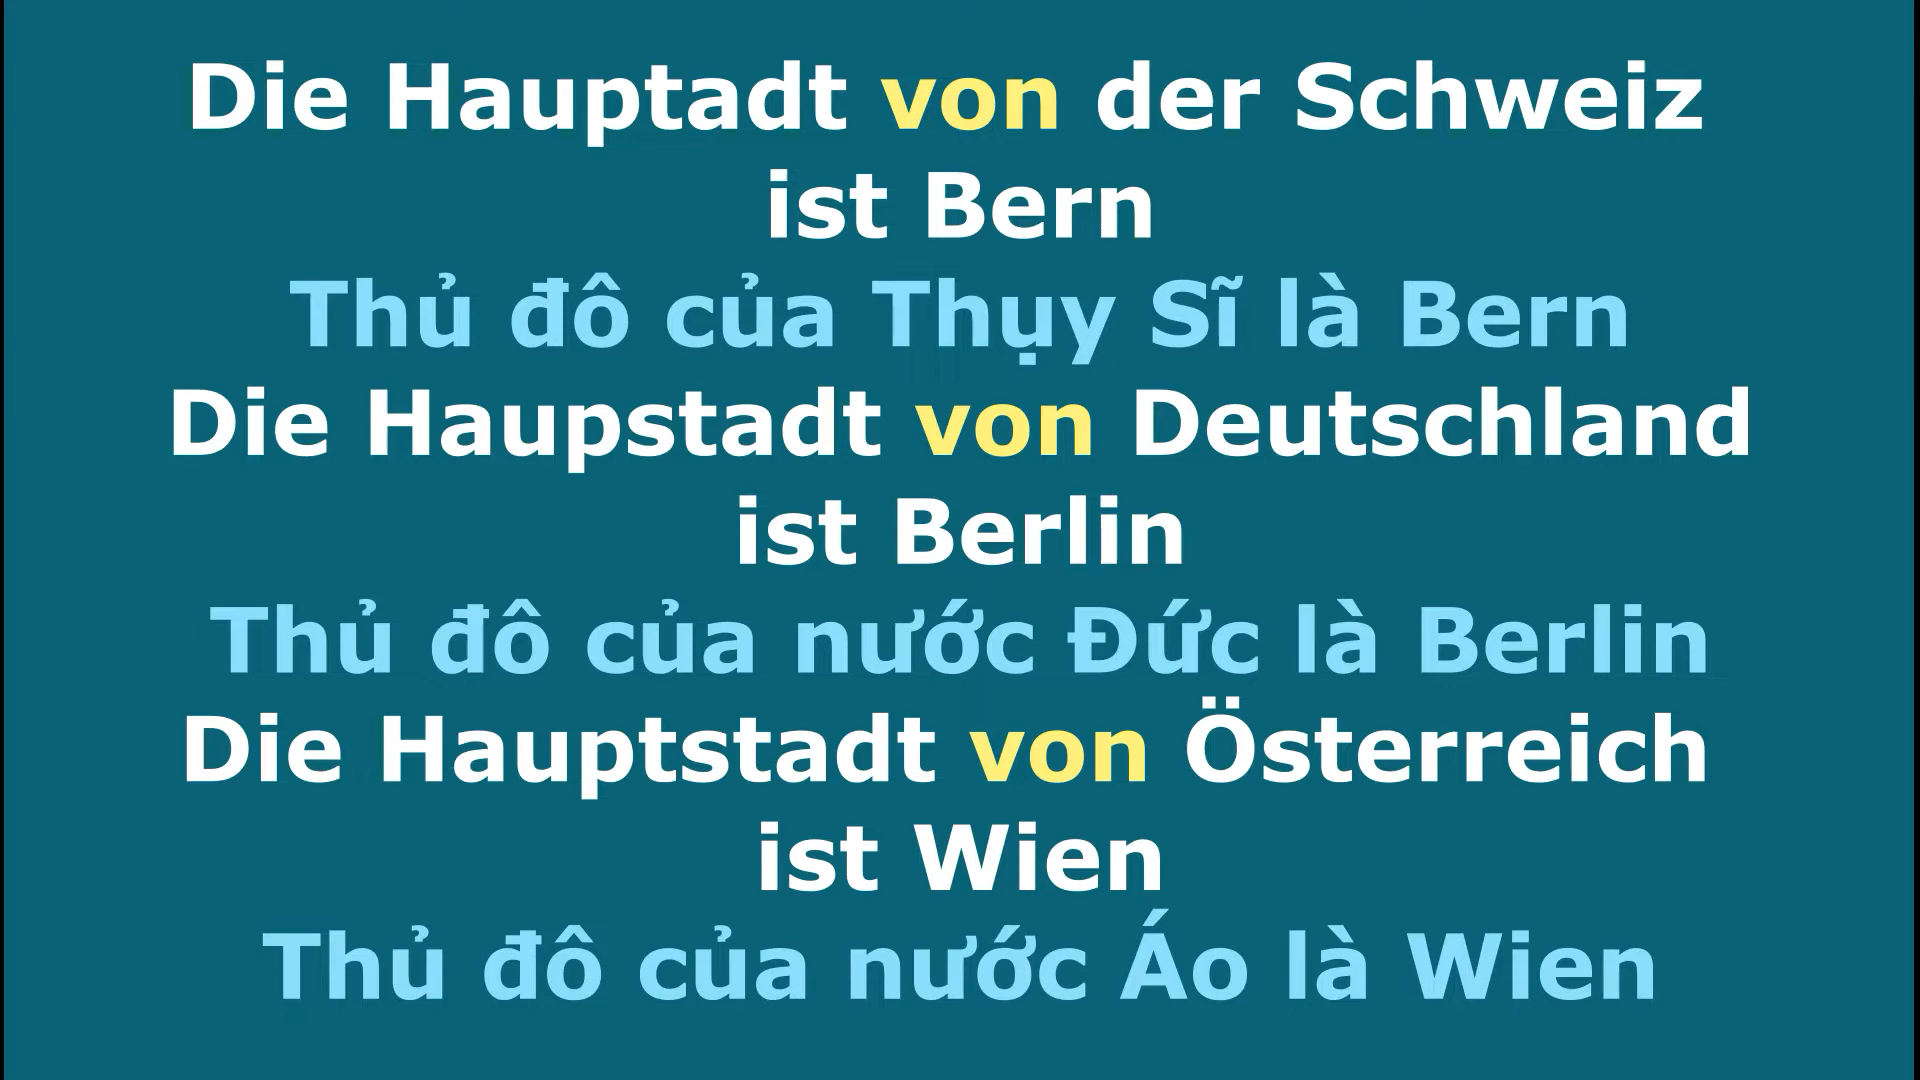 Die Hauptadt von der Schweiz
ist Bern
Thủ đô của Thụy Sĩ là Bern
Die Haupstadt von Deutschland
ist Berlin
Thủ đô của nước Đức là Berlin
Die Hauptstadt von Österreich
ist Wien
Thủ đô của nước Áo là Wien